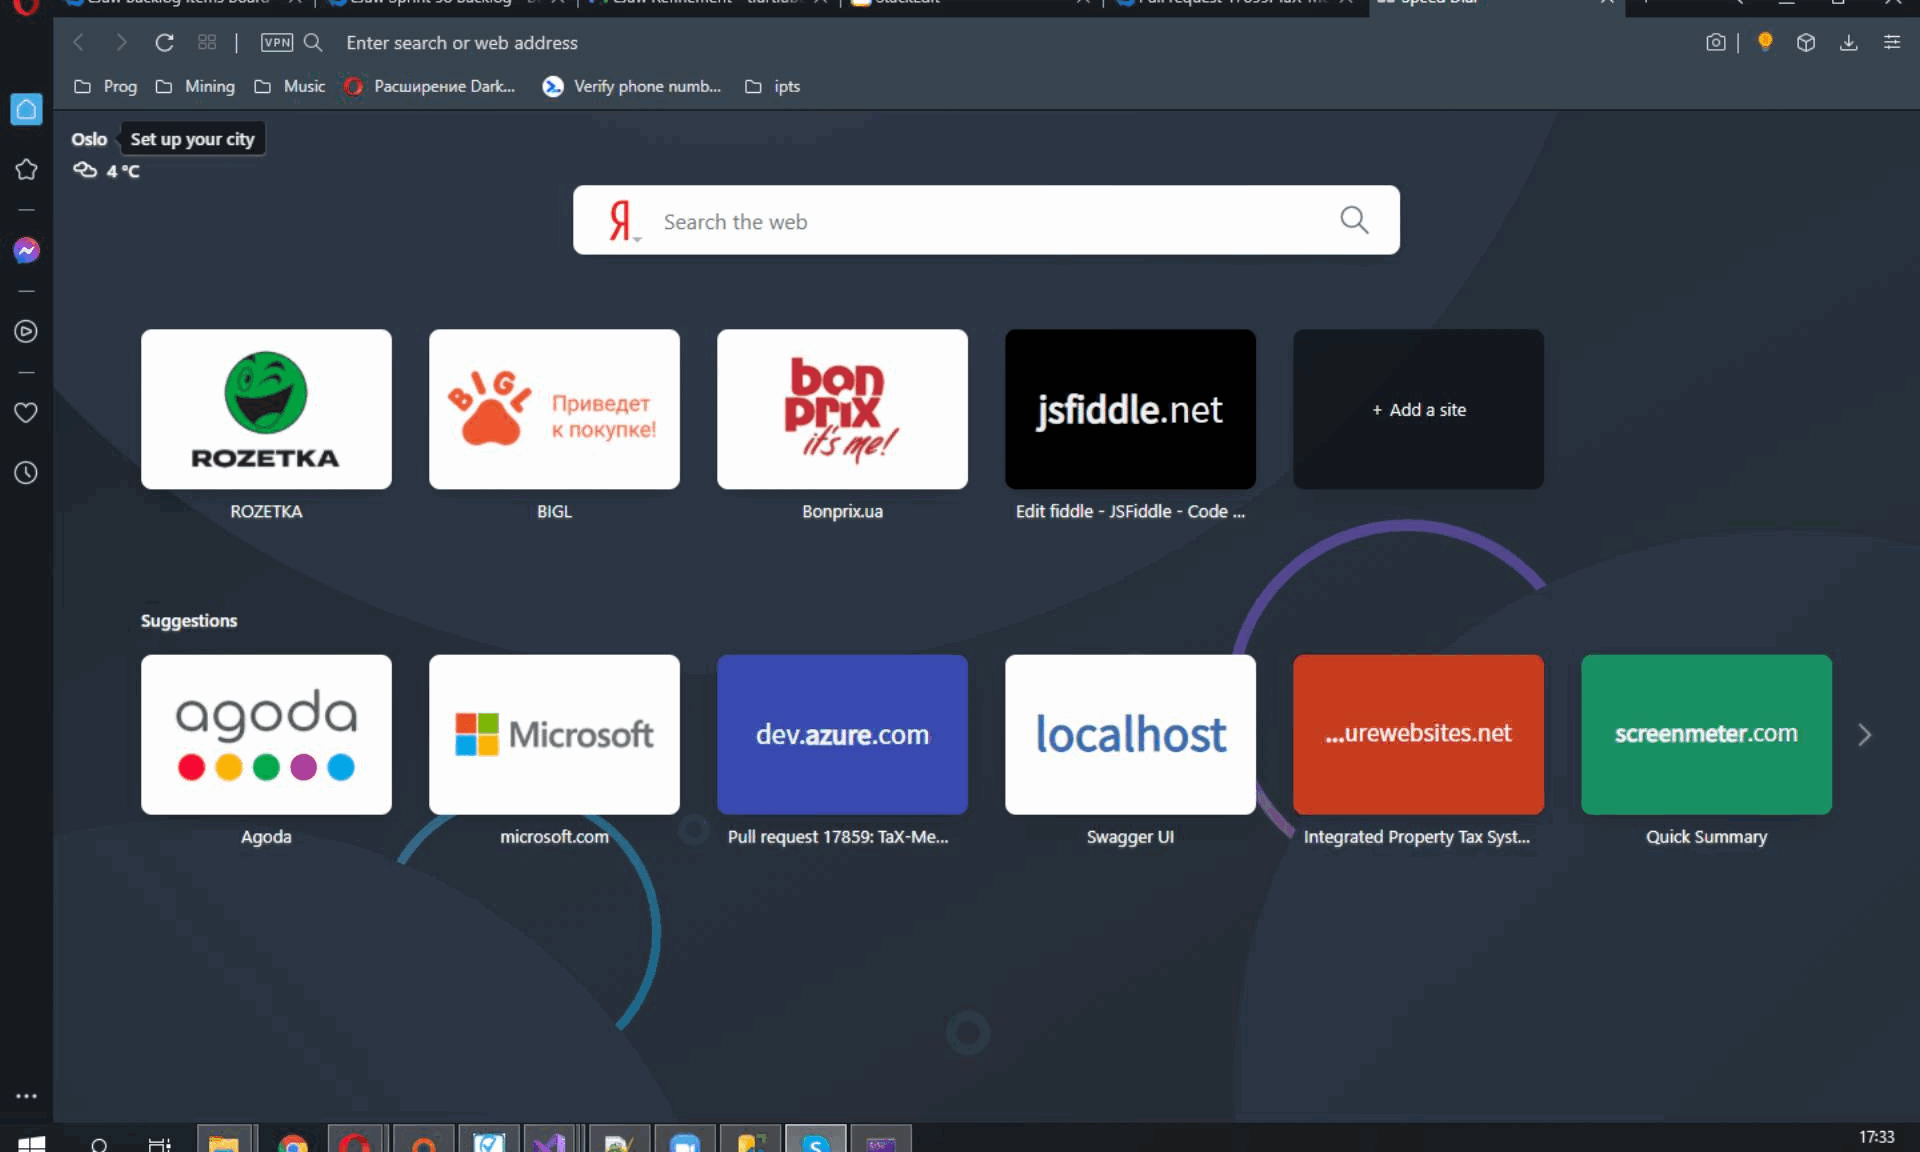 VPN Enter search or web address
Prog Mining Music Расширение Dark... Verify phone numb... ipts
Oslo Set up your city
4 °C
Я Search the web
ROZETKA
BIGL
Приведет
к покупке!
bon
prix
it's me!
jsfiddle.net
+ Add a site
ROZETKA BIGL Bonprix.ua Edit fiddle - JSFiddle - Code ...
Suggestions
agoda
Microsoft
dev.azure.com
localhost
...urewebsites.net
screenmeter.com
Agoda microsoft.com Pull request 17859: TaX-Me... Swagger UI Integrated Property Tax Syst... Quick Summary
17:33